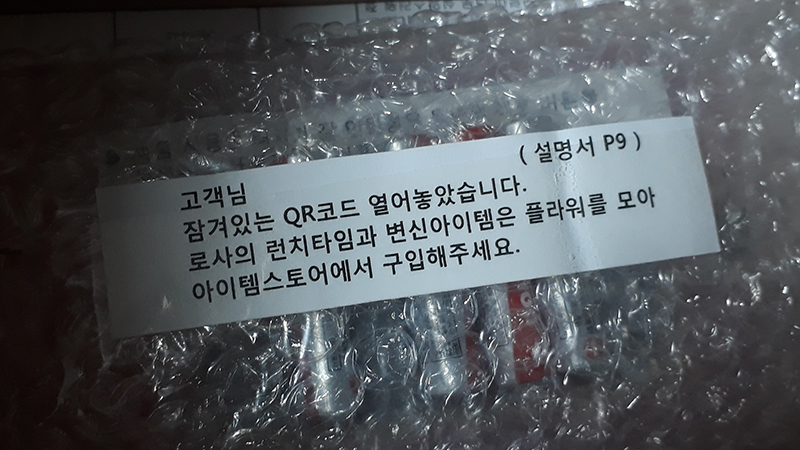 ( 설명서 P9 )
고객님
잠겨있는 QR코드 열어놓았습니다.
로사의 런치타임과 변신아이템은 플라워를 모아
아이템스토어에서 구입해주세요.